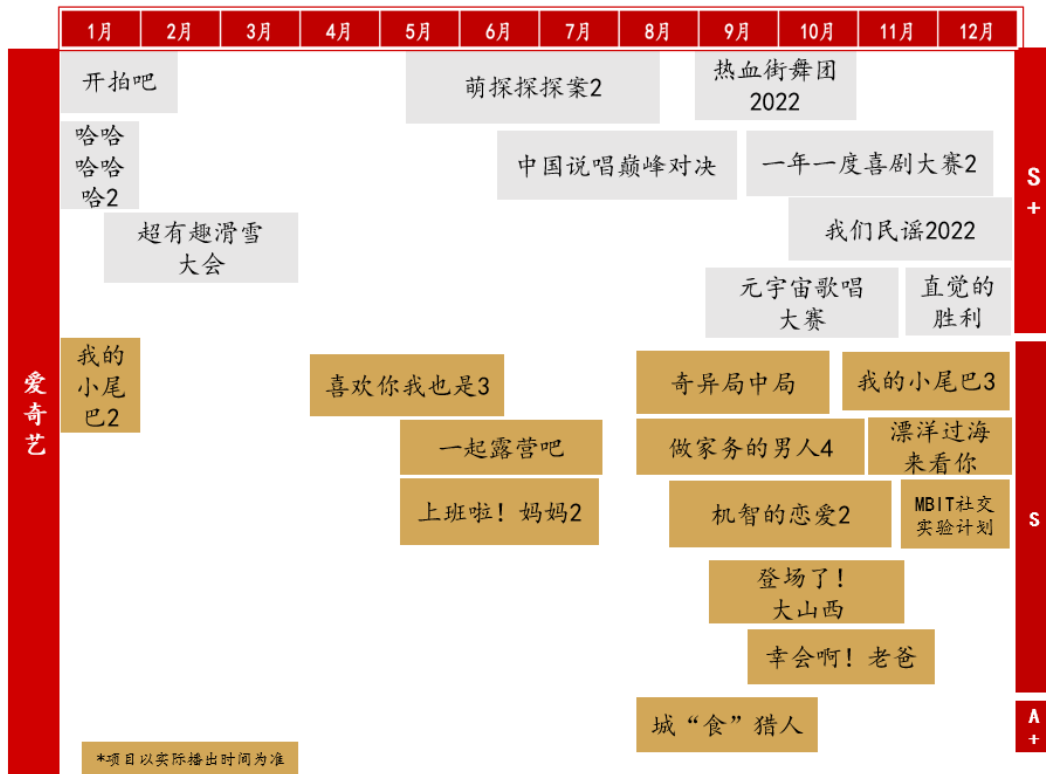 1月 2月 3月 4月 5月 6月 7月 8月 9月 10月 11月 12月
爱奇艺
S+
开拍吧
萌探探探案2
热血街舞团
2022
哈哈
哈哈
哈2
中国说唱巅峰对决
一年一度喜剧大赛2
超有趣滑雪
大会
我们民谣2022
元宇宙歌唱
大赛
直觉的
胜利
S
我的
小尾
巴2
喜欢你我也是3
奇异局中局
我的小尾巴3
一起露营吧
做家务的男人4
漂洋过海
来看你
上班啦！妈妈2
机智的恋爱2
MBIT社交
实验计划
登场了！
大山西
幸会啊！老爸
A+
城“食”猎人
*项目以实际播出时间为准